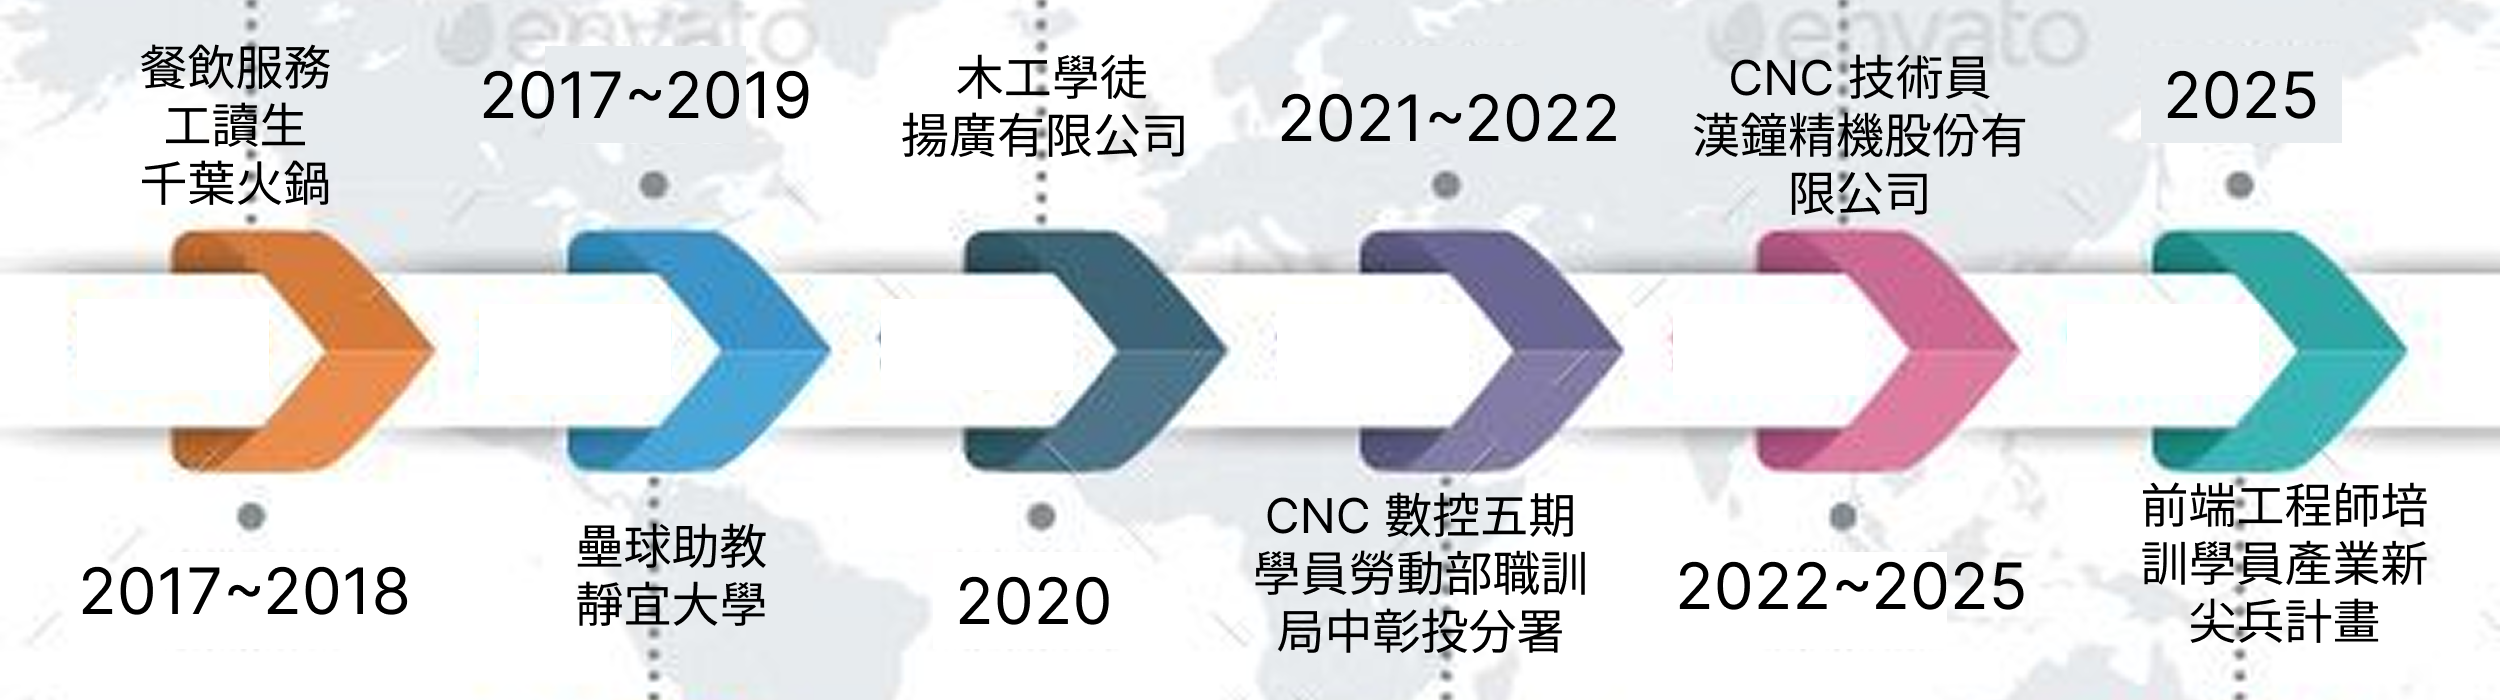 餐飲服務
工讀生
千葉火鍋
2017~2018
2017~2019
壘球助教
靜宜大學
木工學徒
揚廣有限公司
2020
2021~2022
CNC 數控五期
學員勞動部職訓
局中彰投分署
CNC 技術員
漢鐘精機股份有
限公司
2022~2025
2025
前端工程師培
訓學員產業新
尖兵計畫
envato
envato